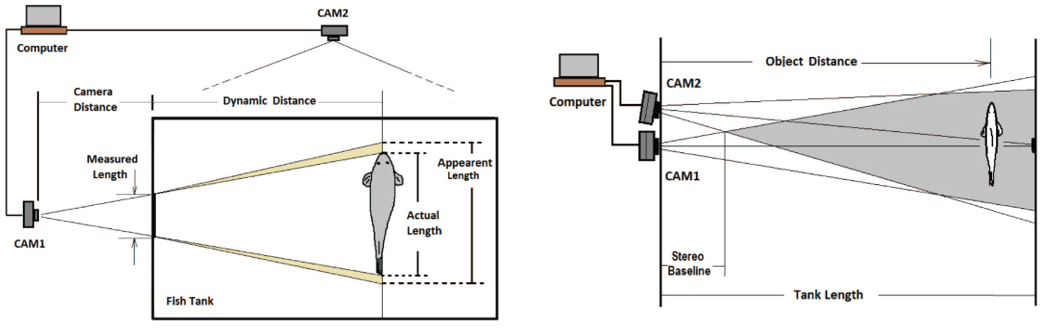 CAM2
Computer
Camera
Distance
Dynamic Distance
Measured
Length
Appearent
Length
Actual
Length
CAM1
Fish Tank
Object Distance
CAM2
Computer
CAM1
Stereo
Baseline
Tank Length